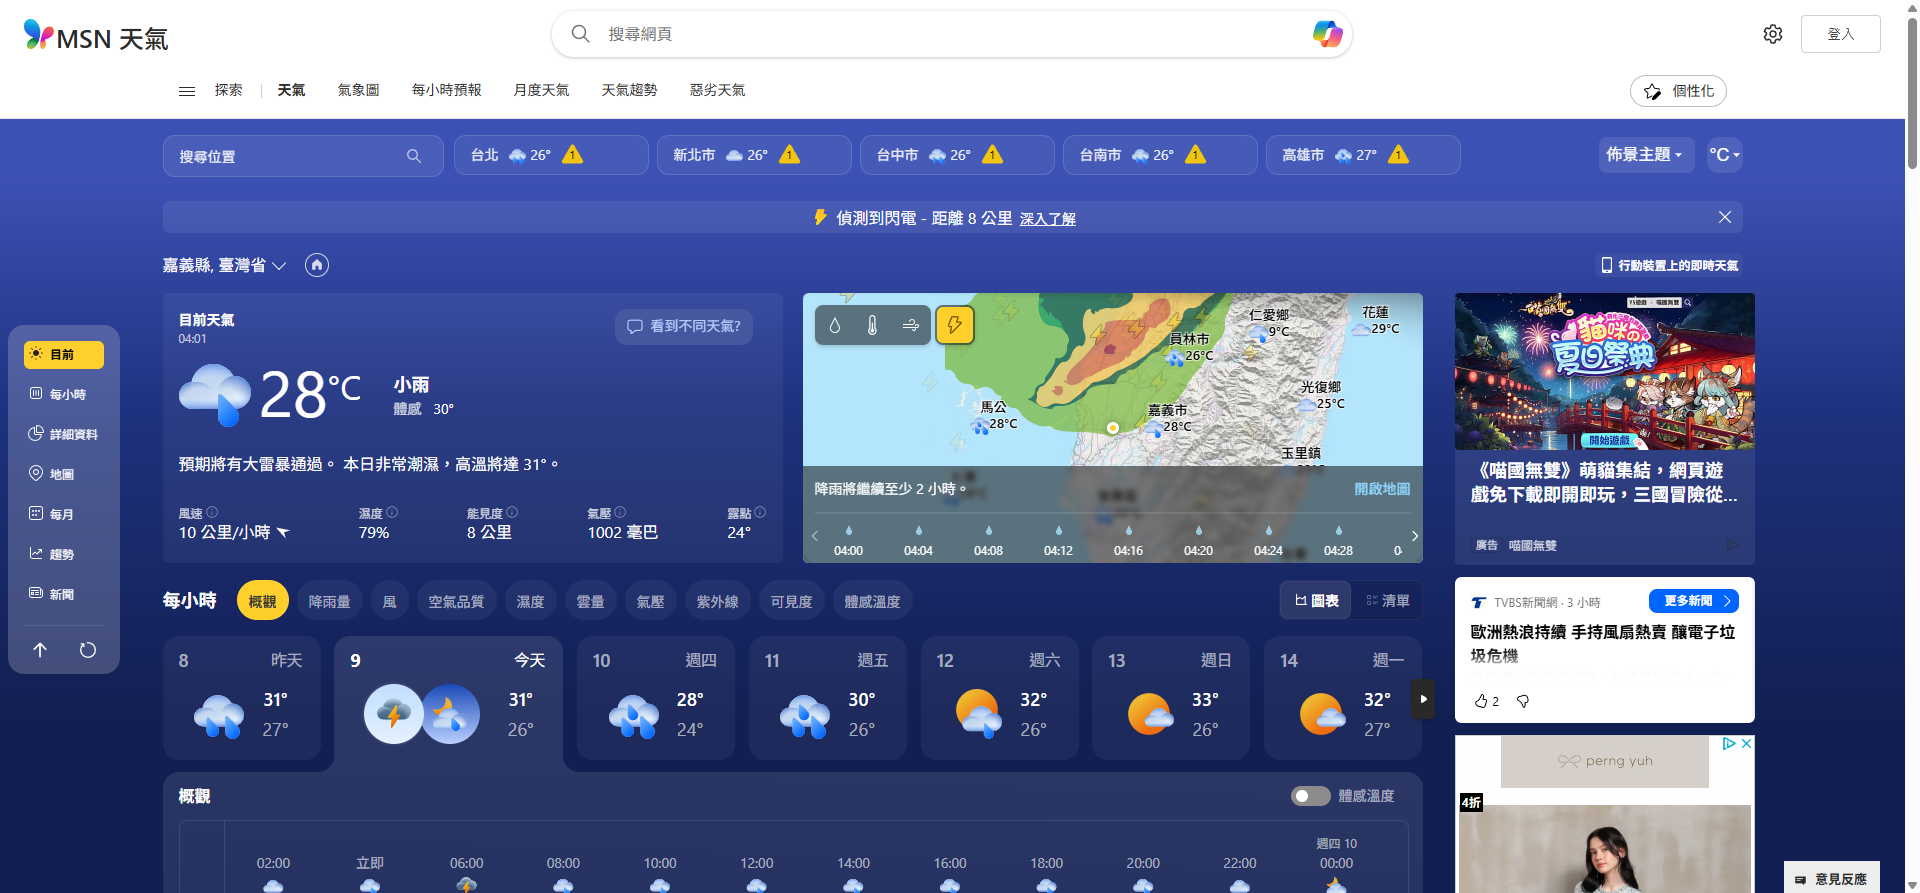 MSN 天氣
搜尋網頁
登入
探索
天氣
氣象圖
每小時預報
月度天氣
天氣趨勢
惡劣天氣
個性化
搜尋位置
台北 26° 1
新北市 26° 1
台中市 26° 1
台南市 26° 1
高雄市 27° 1
佈景主題
°C
偵測到閃電 - 距離 8 公里 深入了解
嘉義縣, 臺灣省
行動裝置上的即時天氣
目前
每小時
詳細資料
地圖
每月
趨勢
新聞
目前天氣
04:01
看到不同天氣?
28°C
小雨
體感 30°
預期將有大雷暴通過。 本日非常潮濕，高溫將達 31°。
風速
10 公里/小時
濕度
79%
能見度
8 公里
氣壓
1002 毫巴
露點
24°
仁愛鄉
9°C
花蓮
29°C
員林市
26°C
光復鄉
25°C
馬公
28°C
嘉義市
28°C
玉里鎮
降雨將繼續至少 2 小時。
開啟地圖
04:00
04:04
04:08
04:12
04:16
04:20
04:24
04:28
貓咪の
夏日祭典
開始遊戲
《喵國無雙》萌貓集結，網頁遊
戲免下載即開即玩，三國冒險從...
廣告 喵國無雙
TVBS新聞網 · 3 小時
更多新聞
歐洲熱浪持續 手持風扇熱賣 釀電子垃
圾危機
2
每小時
概觀
降雨量
風
空氣品質
濕度
雲量
氣壓
紫外線
可見度
體感溫度
圖表
清單
8 昨天
31°
27°
9 今天
31°
26°
10 週四
28°
24°
11 週五
30°
26°
12 週六
32°
26°
13 週日
33°
26°
14 週一
32°
27°
概觀
體感溫度
週四 10
02:00
立即
06:00
08:00
10:00
12:00
14:00
16:00
18:00
20:00
22:00
00:00
perng yuh
4折
意見反應